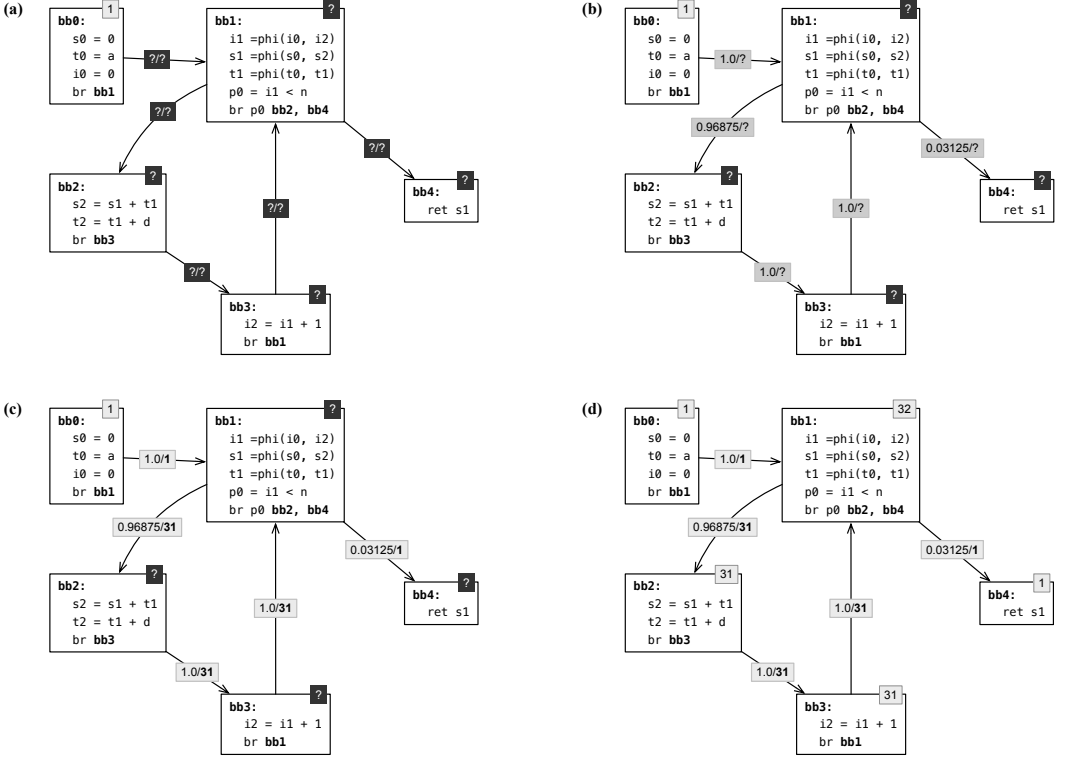 (a)
1
bb0:
s0 = 0
t0 = a
i0 = 0
br bb1
?/?
?
bb1:
i1 =phi(i0, i2)
s1 =phi(s0, s2)
t1 =phi(t0, t1)
p0 = i1 < n
br p0 bb2, bb4
?/?
?/?
?
bb2:
s2 = s1 + t1
t2 = t1 + d
br bb3
?
bb4:
ret s1
?/?
?/?
?
bb3:
i2 = i1 + 1
br bb1
(b)
1
bb0:
s0 = 0
t0 = a
i0 = 0
br bb1
1.0/?
?
bb1:
i1 =phi(i0, i2)
s1 =phi(s0, s2)
t1 =phi(t0, t1)
p0 = i1 < n
br p0 bb2, bb4
0.96875/?
0.03125/?
?
bb2:
s2 = s1 + t1
t2 = t1 + d
br bb3
?
bb4:
ret s1
1.0/?
1.0/?
?
bb3:
i2 = i1 + 1
br bb1
(c)
1
bb0:
s0 = 0
t0 = a
i0 = 0
br bb1
1.0/1
?
bb1:
i1 =phi(i0, i2)
s1 =phi(s0, s2)
t1 =phi(t0, t1)
p0 = i1 < n
br p0 bb2, bb4
0.96875/31
0.03125/1
?
bb2:
s2 = s1 + t1
t2 = t1 + d
br bb3
?
bb4:
ret s1
1.0/31
1.0/31
?
bb3:
i2 = i1 + 1
br bb1
(d)
1
bb0:
s0 = 0
t0 = a
i0 = 0
br bb1
1.0/1
32
bb1:
i1 =phi(i0, i2)
s1 =phi(s0, s2)
t1 =phi(t0, t1)
p0 = i1 < n
br p0 bb2, bb4
0.96875/31
0.03125/1
31
bb2:
s2 = s1 + t1
t2 = t1 + d
br bb3
1
bb4:
ret s1
1.0/31
1.0/31
31
bb3:
i2 = i1 + 1
br bb1